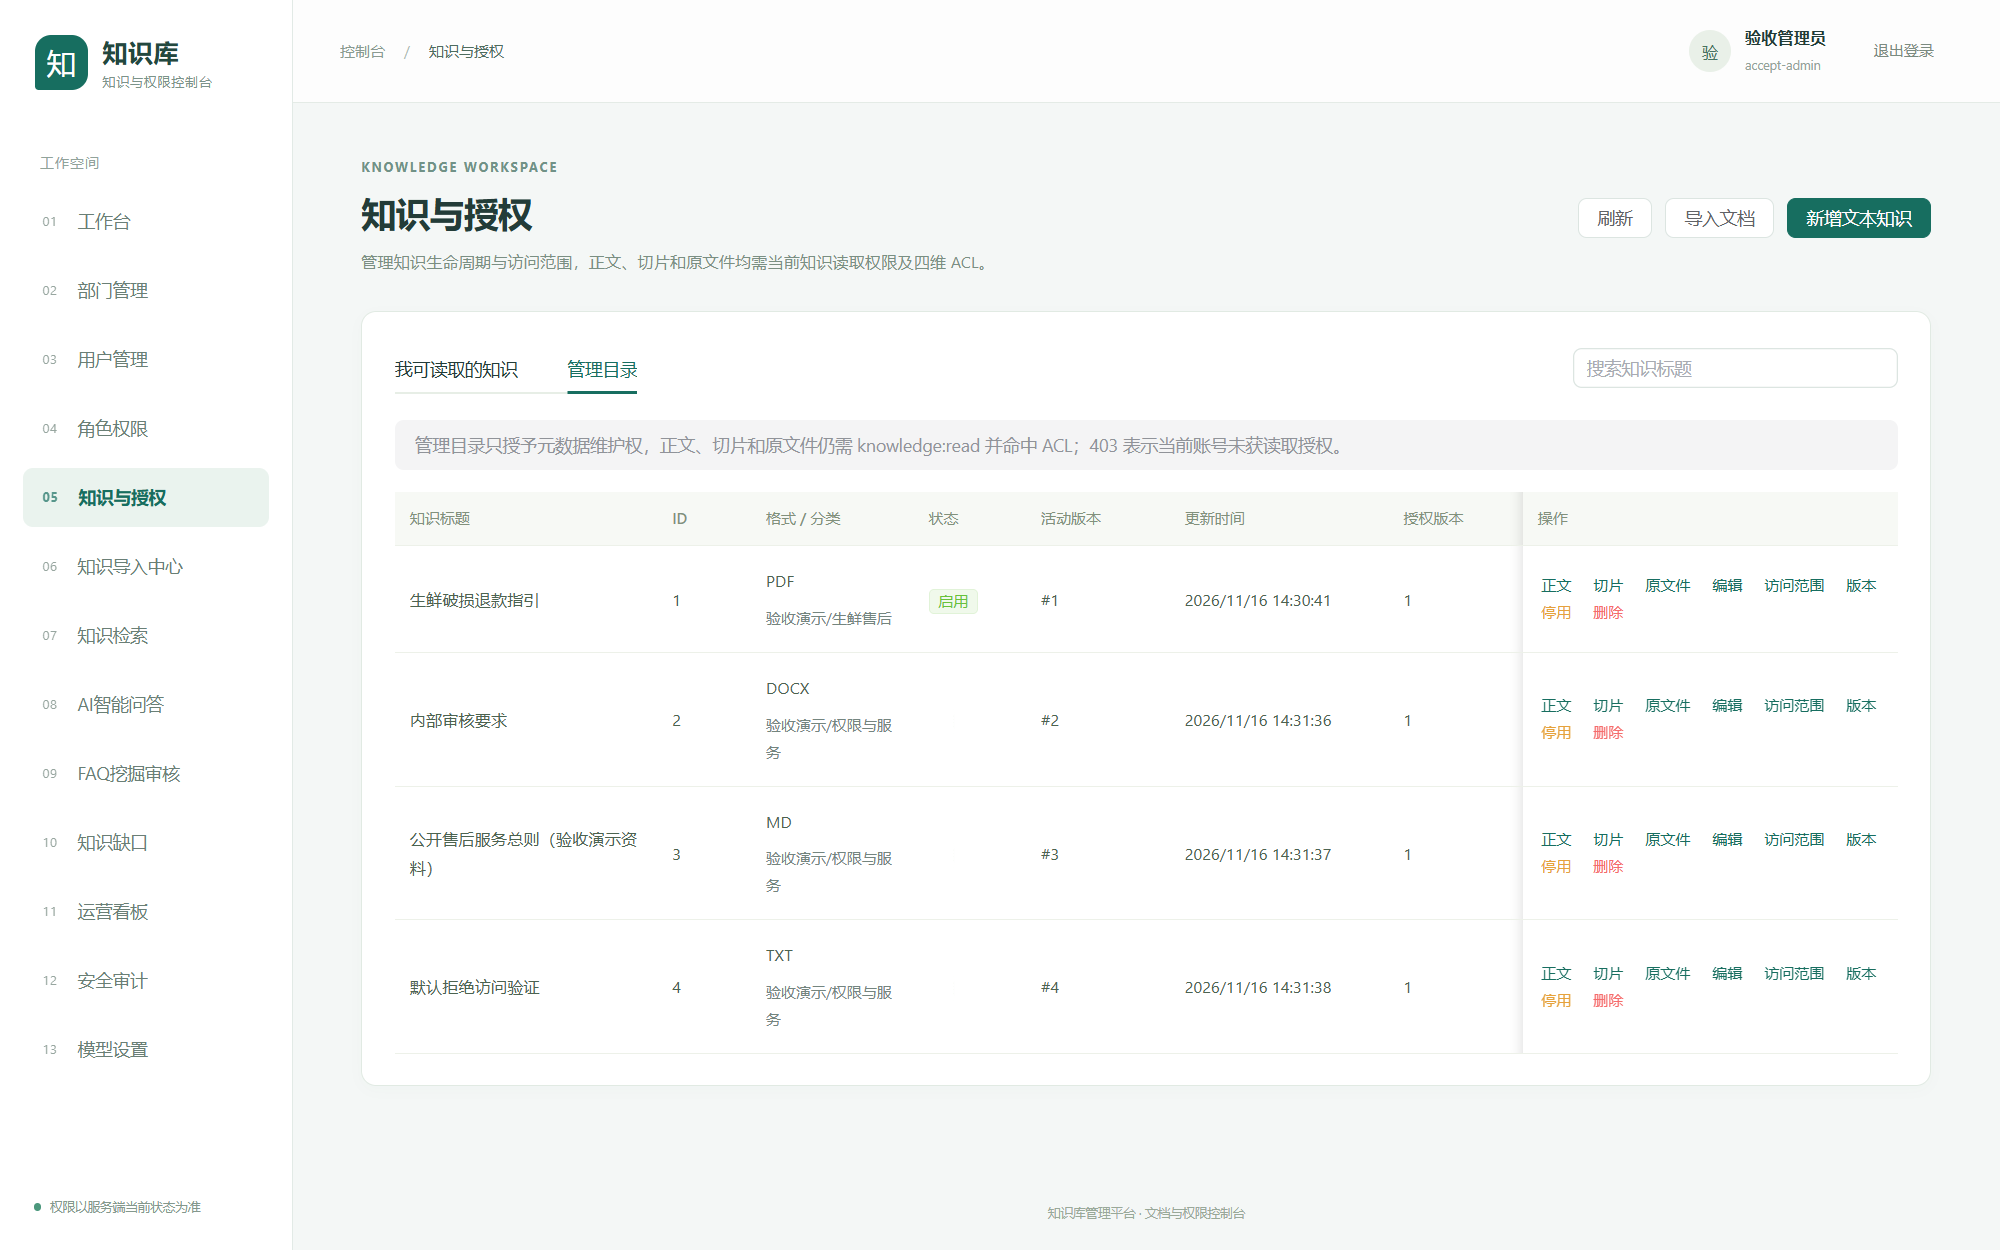 知
知识库
知识与权限控制台
工作空间
01 工作台
02 部门管理
03 用户管理
04 角色权限
05 知识与授权
06 知识导入中心
07 知识检索
08 AI智能问答
09 FAQ挖掘审核
10 知识缺口
11 运营看板
12 安全审计
13 模型设置
权限以服务端当前状态为准
控制台 / 知识与授权
验
验收管理员
accept-admin
退出登录
KNOWLEDGE WORKSPACE
知识与授权
管理知识生命周期与访问范围，正文、切片和原文件均需当前知识读取权限及四维 ACL。
刷新
导入文档
新增文本知识
我可读取的知识
管理目录
搜索知识标题
管理目录只授予元数据维护权，正文、切片和原文件仍需 knowledge:read 并命中 ACL；403 表示当前账号未获读取授权。
知识标题 ID 格式 / 分类 状态 活动版本 更新时间 授权版本 操作
生鲜破损退款指引 1 PDF
验收演示/生鲜售后
启用 #1 2026/11/16 14:30:41 1
正文 切片 原文件 编辑 访问范围 版本
停用 删除
内部审核要求 2 DOCX
验收演示/权限与服
务
#2 2026/11/16 14:31:36 1
正文 切片 原文件 编辑 访问范围 版本
停用 删除
公开售后服务总则（验收演示资
料）
3 MD
验收演示/权限与服
务
#3 2026/11/16 14:31:37 1
正文 切片 原文件 编辑 访问范围 版本
停用 删除
默认拒绝访问验证 4 TXT
验收演示/权限与服
务
#4 2026/11/16 14:31:38 1
正文 切片 原文件 编辑 访问范围 版本
停用 删除
知识库管理平台 · 文档与权限控制台